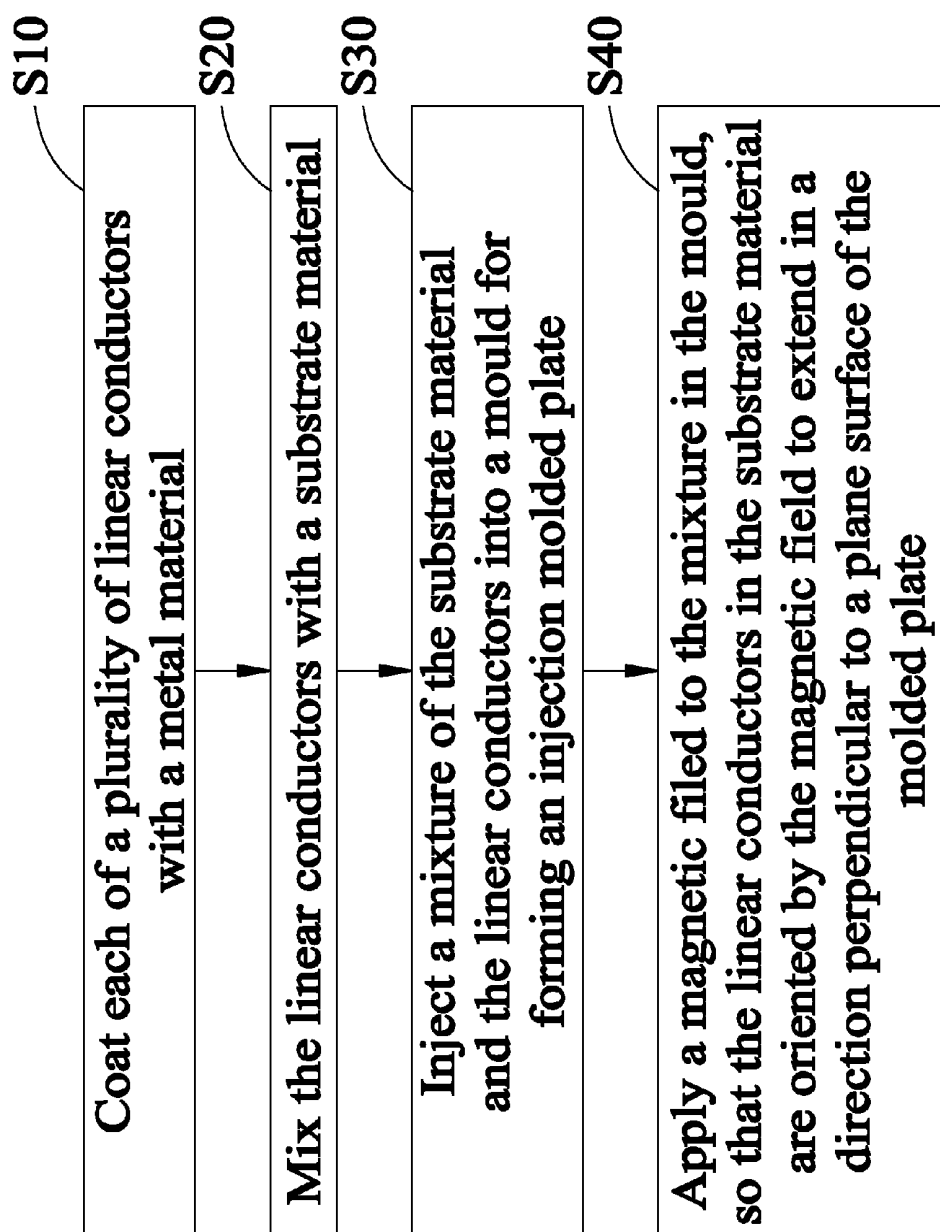 S10
Coat each of a plurality of linear conductors
with a metal material
S20
Mix the linear conductors with a substrate material
S30
Inject a mixture of the substrate material
and the linear conductors into a mould for
forming an injection molded plate
S40
Apply a magnetic filed to the mixture in the mould,
so that the linear conductors in the substrate material
are oriented by the magnetic field to extend in a
direction perpendicular to a plane surface of the
molded plate